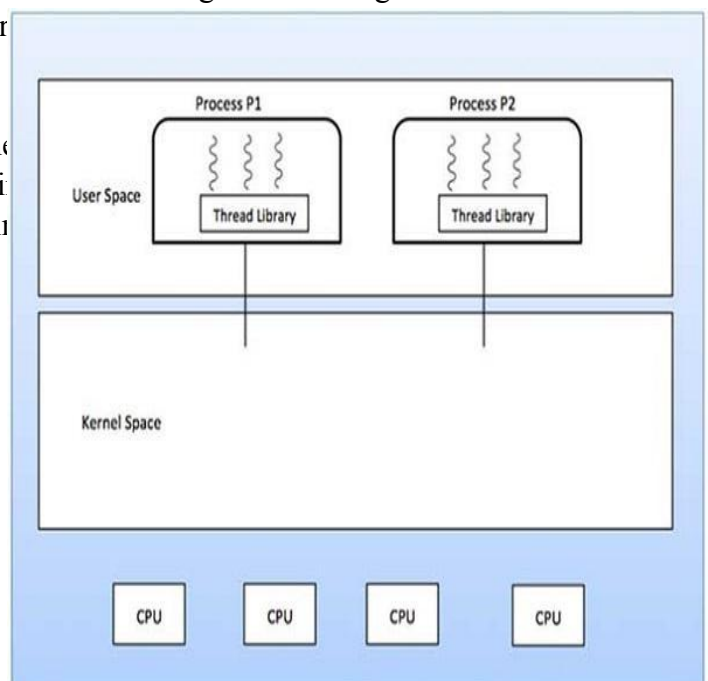 Process P1
Process P2
User Space
Thread Library
Thread Library
Kernel Space
CPU
CPU
CPU
CPU